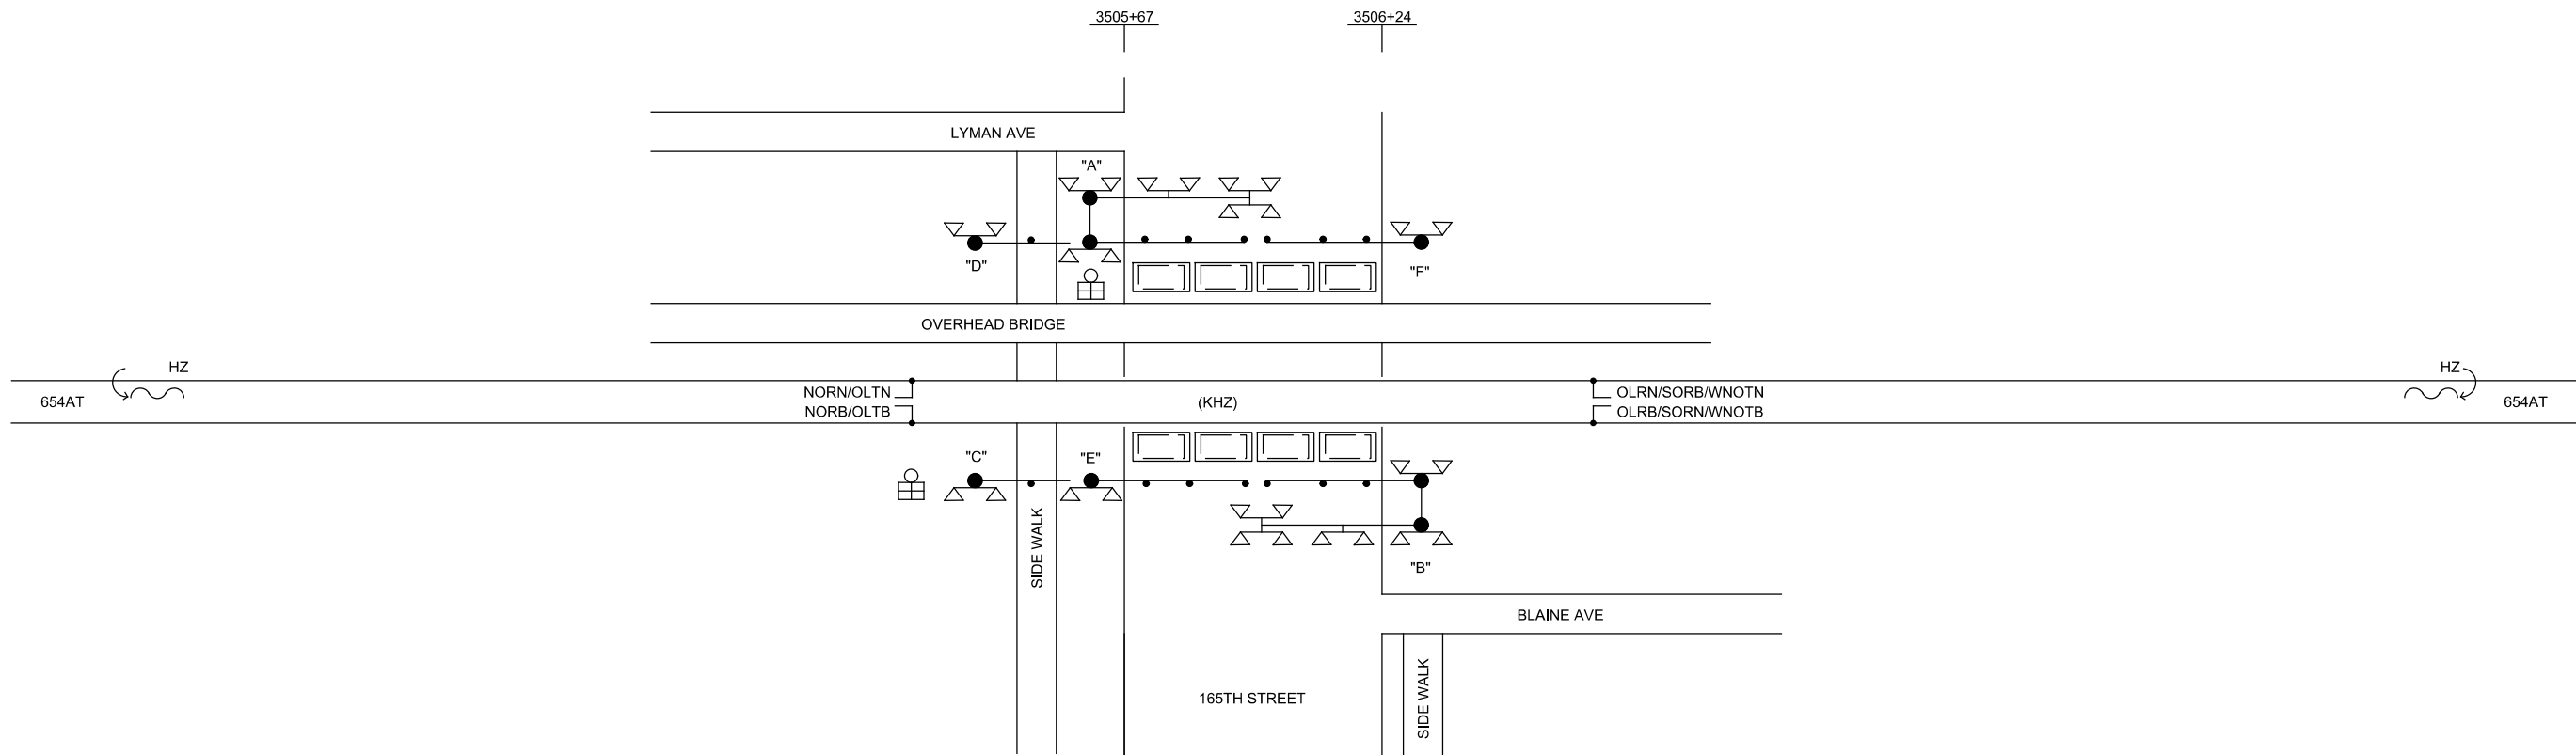 3505+67
3506+24
LYMAN AVE
"A"
"D"
"F"
OVERHEAD BRIDGE
HZ
HZ
654AT
NORN/OLTN
(KHZ)
OLRN/SORB/WNOTN
654AT
NORB/OLTB
OLRB/SORN/WNOTB
"C"
"E"
SIDE WALK
"B"
BLAINE AVE
165TH STREET
SIDE WALK